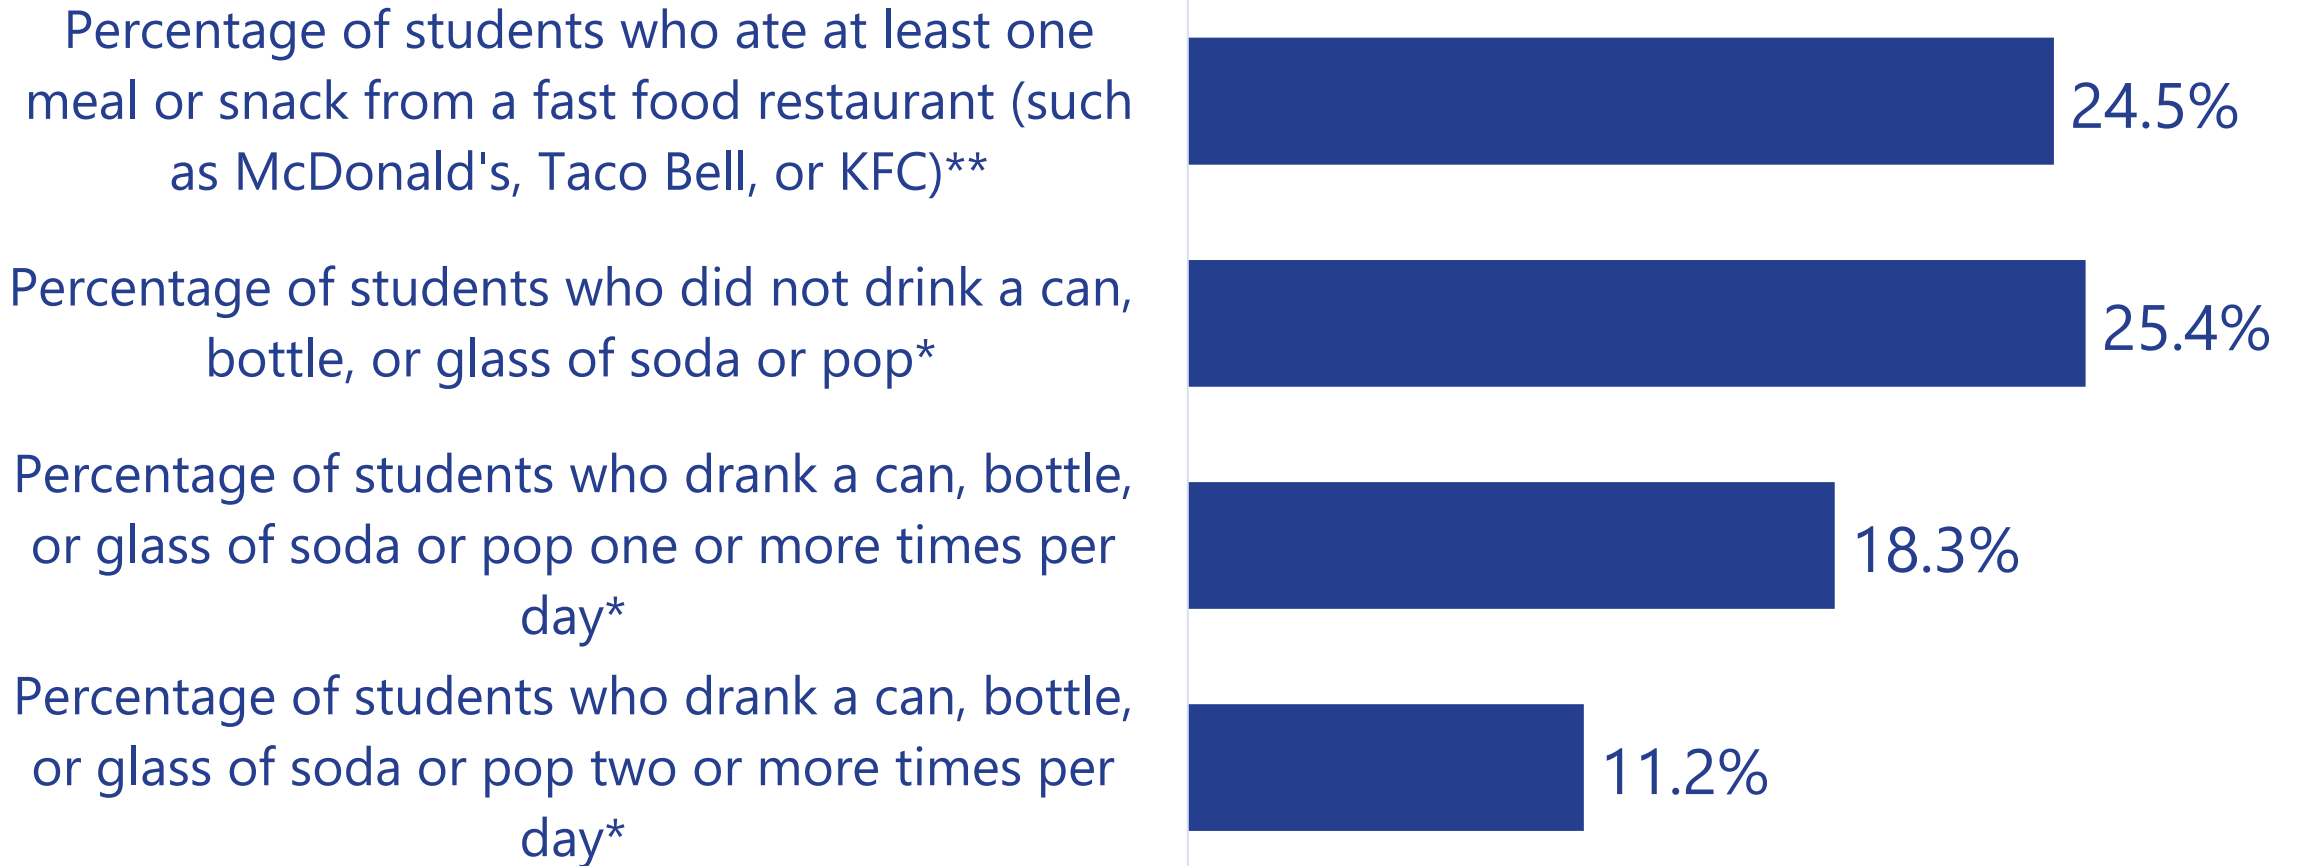 Percentage of students who ate at least one
meal or snack from a fast food restaurant (such
as McDonald's, Taco Bell, or KFC)**
24.5%
Percentage of students who did not drink a can,
bottle, or glass of soda or pop*
25.4%
Percentage of students who drank a can, bottle,
or glass of soda or pop one or more times per
day*
18.3%
Percentage of students who drank a can, bottle,
or glass of soda or pop two or more times per
day*
11.2%